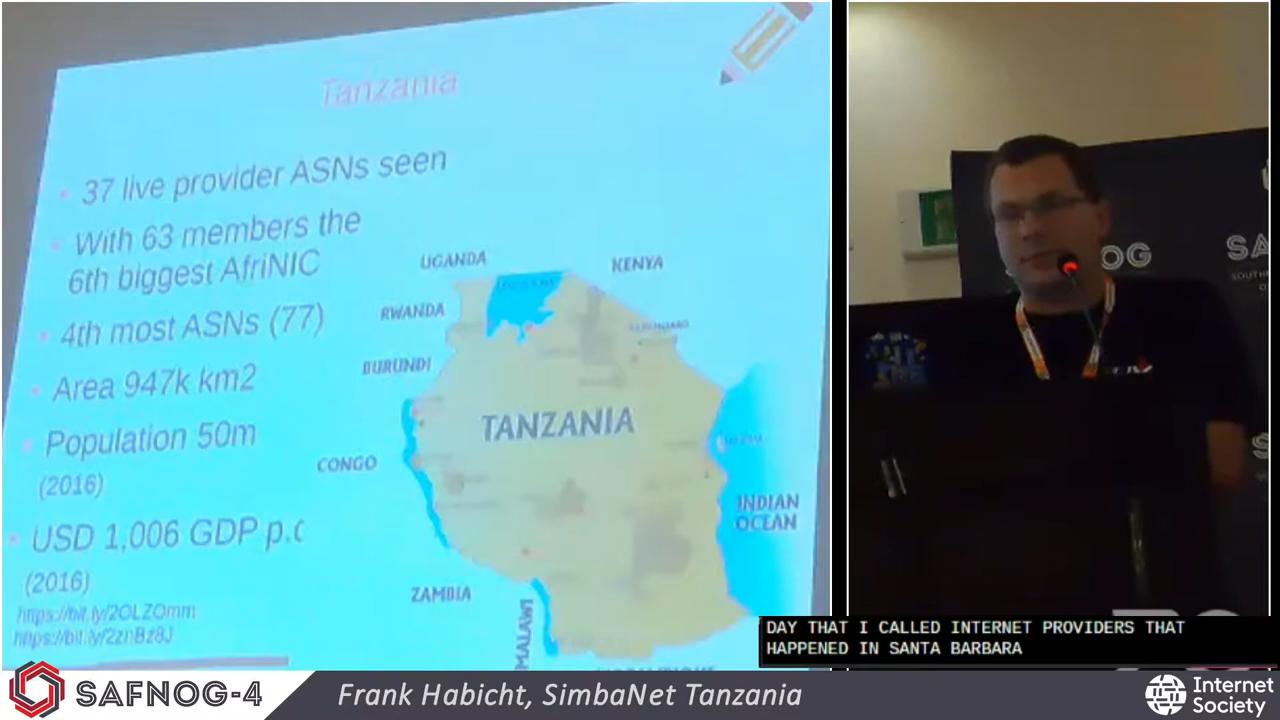 Tanzania
37 live provider ASNs seen
With 63 members the
6th biggest AfriNIC
4th most ASNs (77)
Area 947k km2
Population 50m
(2016)
USD 1,006 GDP p.c
(2016)
https://bit.ly/2OLZOmm
https://bit.ly/2znBz8J
UGANDA
KENYA
RWANDA
BURUNDI
TANZANIA
CONGO
INDIAN
OCEAN
ZAMBIA
MALAWI
OG
SA
DAY THAT I CALLED INTERNET PROVIDERS THAT
HAPPENED IN SANTA BARBARA
SAFNOG-4
Frank Habicht, SimbaNet Tanzania
Internet
Society